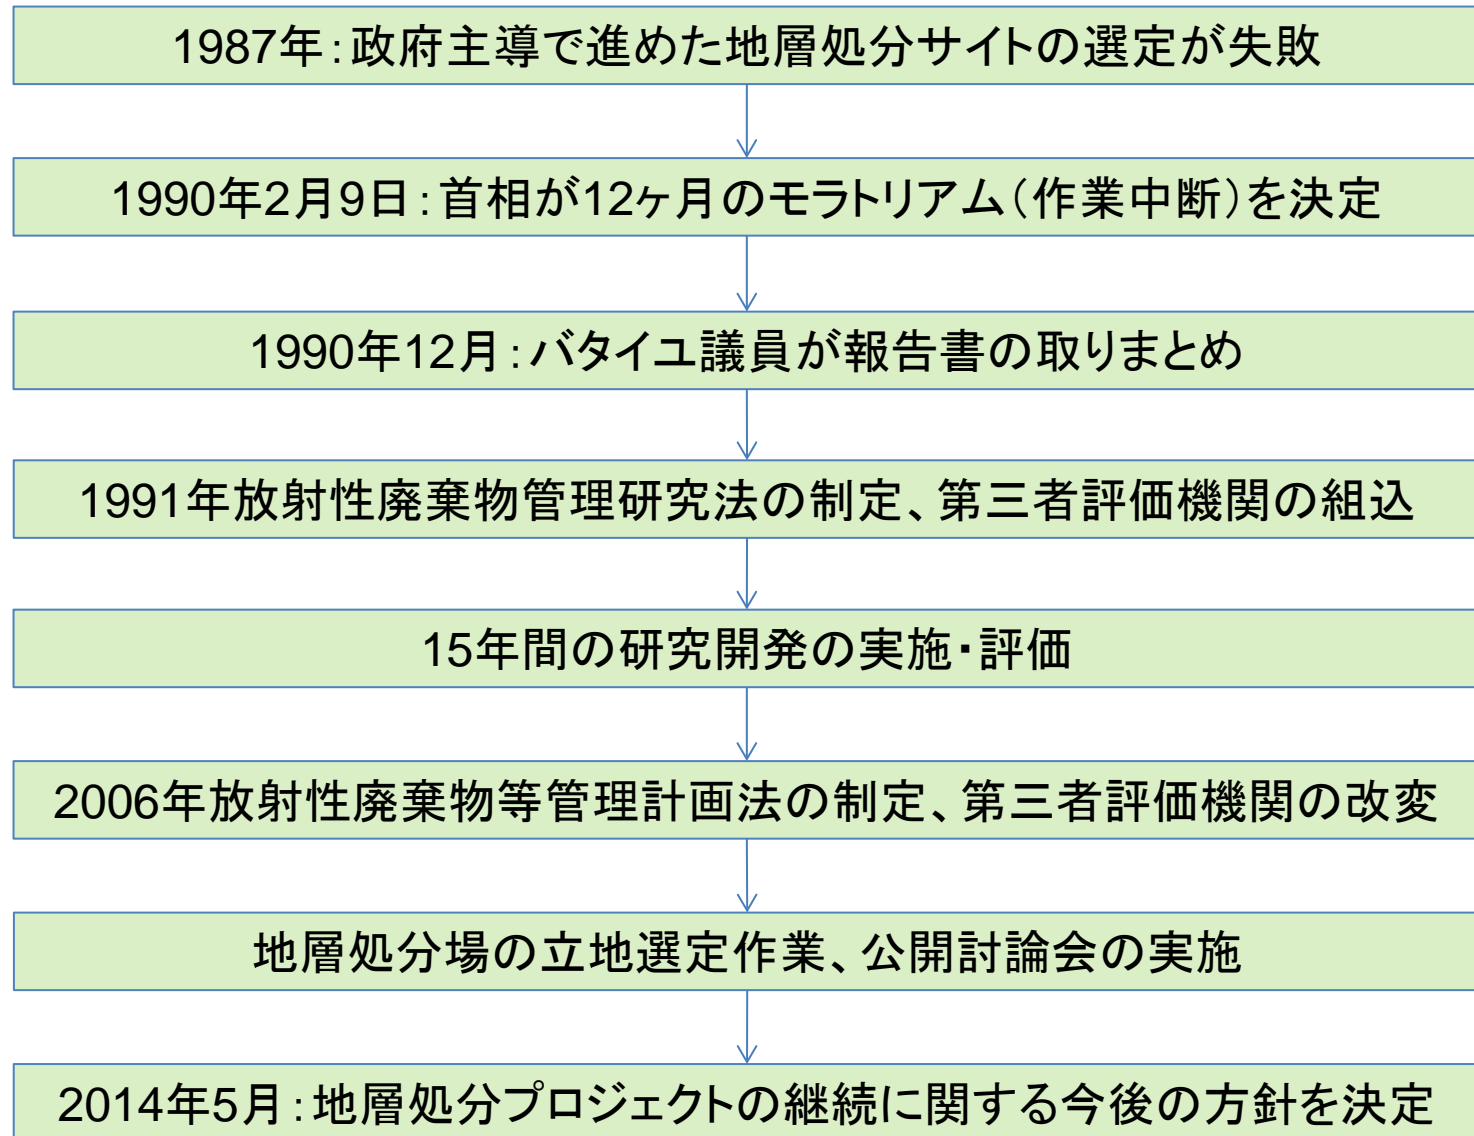 1987年：政府主導で進めた地層処分サイトの選定が失敗
1990年2月9日：首相が12ヶ月のモラトリアム（作業中断）を決定
1990年12月：バタイユ議員が報告書の取りまとめ
1991年放射性廃棄物管理研究法の制定、第三者評価機関の組込
15年間の研究開発の実施・評価
2006年放射性廃棄物等管理計画法の制定、第三者評価機関の改変
地層処分場の立地選定作業、公開討論会の実施
2014年5月：地層処分プロジェクトの継続に関する今後の方針を決定